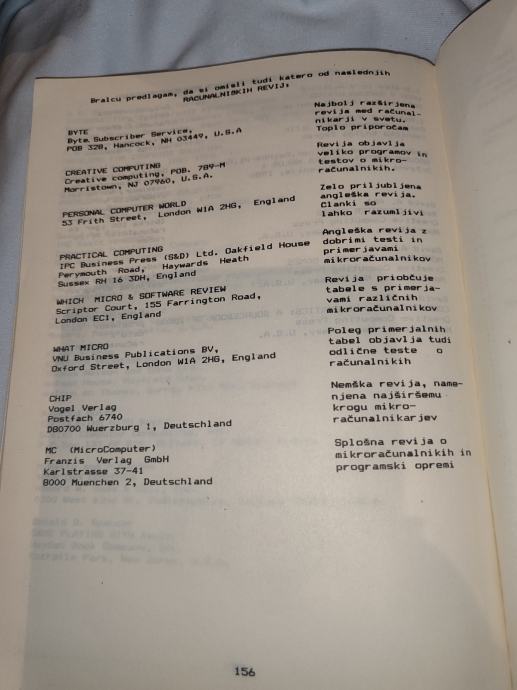 Bralcu predlagam, da si omisli tudi katero od naslednjih
RAČUNALNIŠKIH REVIJ:
BYTE
Byte Subscriber Service,
POB 328, Hancock, NH 03449, U.S.A
Najbolj razširjena
revija med računal-
nikarji v svetu.
Toplo priporočam
CREATIVE COMPUTING
Creative computing, POB. 789-M
Morristown, NJ 07960, U.S.A.
Revija objavlja
veliko programov in
testov o mikro-
računalnikih.
PERSONAL COMPUTER WORLD
53 Frith Street, London W1A 2HG, England
Zelo priljubljena
angleška revija.
Članki so
lahko razumljivi
PRACTICAL COMPUTING
IPC Business Press (S&D) Ltd. Oakfield House
Perymouth Road, Haywards Heath
Sussex RH 16 3DH, England
Angleška revija z
dobrimi testi in
primerjavami
mikroračunalnikov
WHICH MICRO & SOFTWARE REVIEW
Scriptor Court, 155 Farrington Road,
London EC1, England
Revija priobčuje
tabele s primerja-
vami različnih
mikroračunalnikov
WHAT MICRO
VNU Business Publications BV,
Oxford Street, London W1A 2HG, England
Poleg primerjalnih
tabel objavlja tudi
odlične teste o
računalnikih
CHIP
Vogel Verlag
Postfach 6740
D80700 Wuerzburg 1, Deutschland
Nemška revija, name-
njena najširšemu
krogu mikro-
računalnikarjev
MC (MicroComputer)
Franzis Verlag GmbH
Karlstrasse 37-41
8000 Muenchen 2, Deutschland
Splošna revija o
mikroračunalnikih in
programski opremi
156